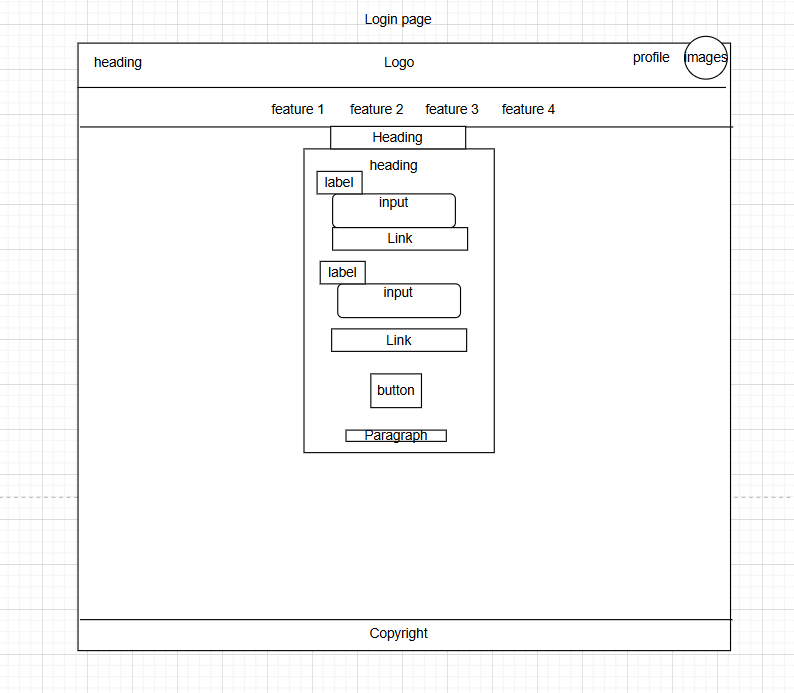 Login page
heading Logo profile images
feature 1 feature 2 feature 3 feature 4
Heading
heading
label
input
Link
label
input
Link
button
Paragraph
Copyright